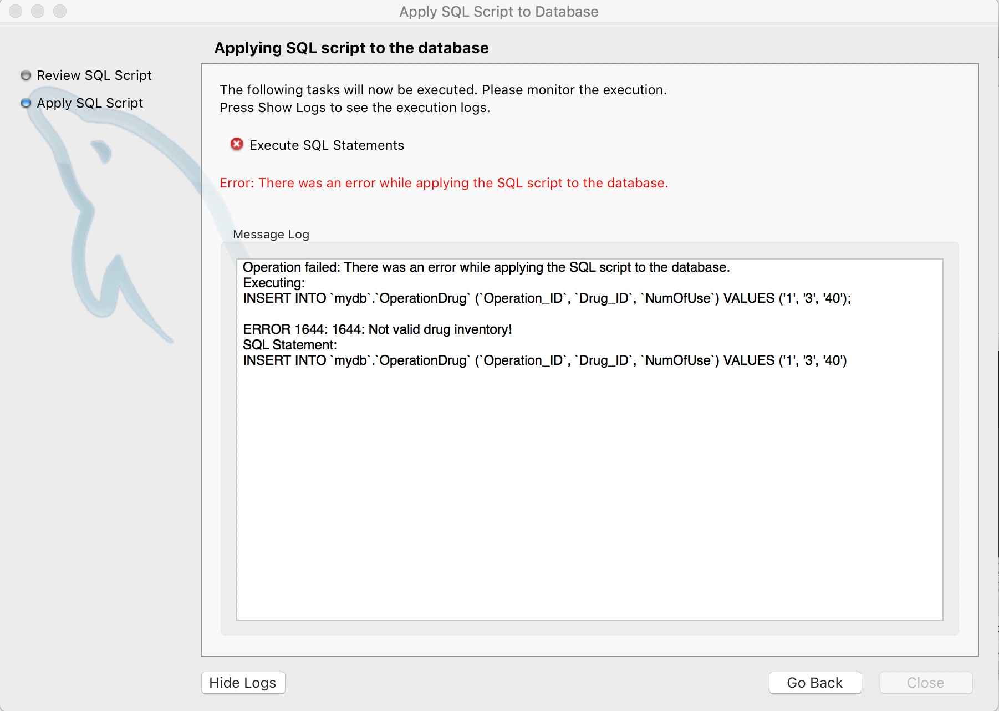 Apply SQL Script to Database
Review SQL Script
Apply SQL Script
Applying SQL script to the database
The following tasks will now be executed. Please monitor the execution.
Press Show Logs to see the execution logs.
Execute SQL Statements
Error: There was an error while applying the SQL script to the database.
Message Log
Operation failed: There was an error while applying the SQL script to the database.
Executing:
INSERT INTO `mydb`.`OperationDrug` (`Operation_ID`, `Drug_ID`, `NumOfUse`) VALUES ('1', '3', '40');
ERROR 1644: 1644: Not valid drug inventory!
SQL Statement:
INSERT INTO `mydb`.`OperationDrug` (`Operation_ID`, `Drug_ID`, `NumOfUse`) VALUES ('1', '3', '40')
Hide Logs
Go Back
Close